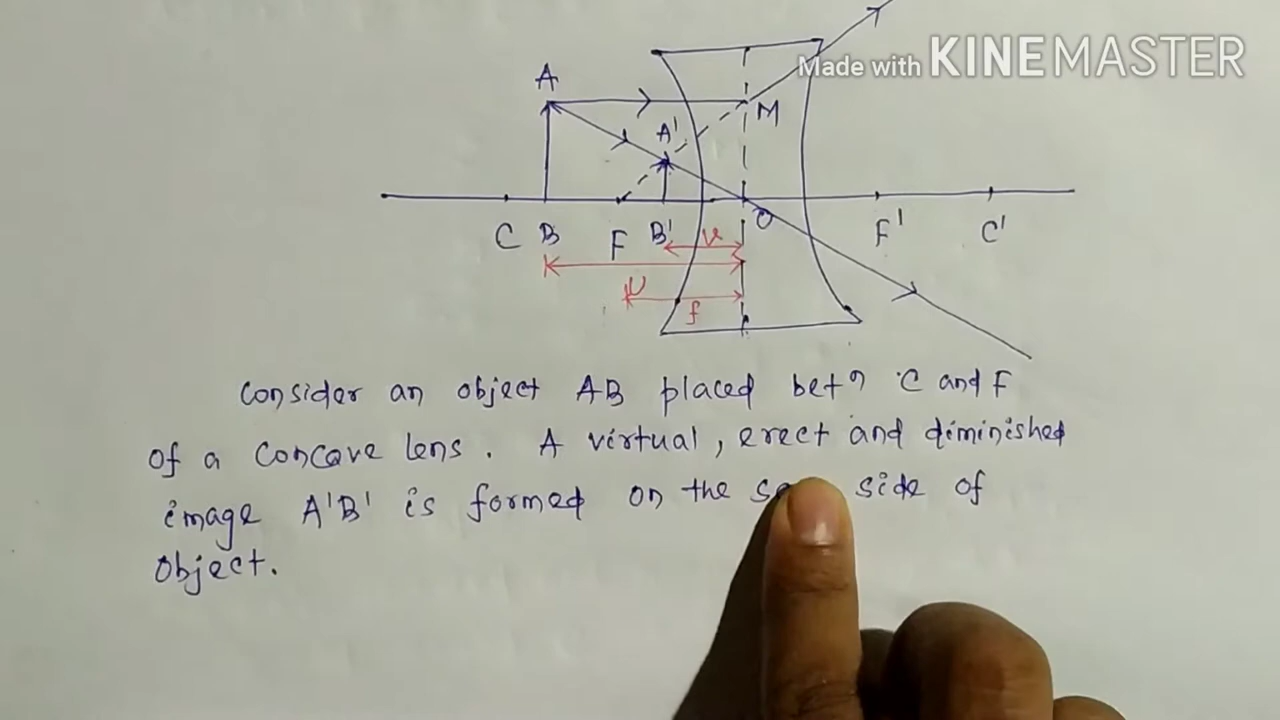 Made with KINEMASTER
A
A'
M
O
C B F B' F' C'
v
U
f
Consider an object AB placed betn C and F
of a concave lens. A virtual, erect and diminished
image A'B' is formed on the side of
object.